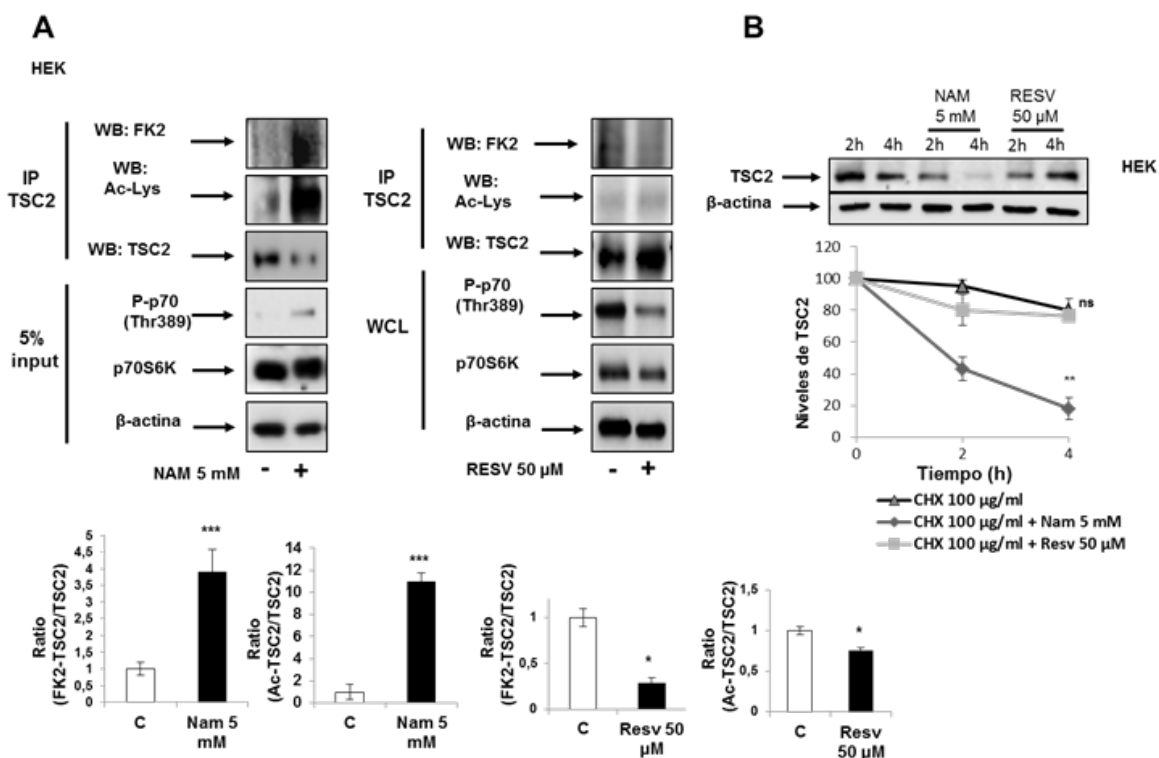 A
HEK
IP
TSC2
WB: FK2
WB:
Ac-Lys
WB: TSC2
5%
input
P-p70
(Thr389)
p70S6K
β-actina
NAM 5 mM
-
+
IP
TSC2
WB: FK2
WB:
Ac-Lys
WB: TSC2
WCL
P-p70
(Thr389)
p70S6K
β-actina
RESV 50 µM
-
+
B
NAM
5 mM
RESV
50 µM
2h 4h 2h 4h 2h 4h
TSC2
HEK
β-actina
Niveles de TSC2
120
100
80
60
40
20
0
ns
**
0 2 4
Tiempo (h)
CHX 100 µg/ml
CHX 100 µg/ml + Nam 5 mM
CHX 100 µg/ml + Resv 50 µM
Ratio
(FK2-TSC2/TSC2)
5
4,5
4
3,5
3
2,5
2
1,5
1
0,5
0
***
C
Nam 5
mM
Ratio
(Ac-TSC2/TSC2)
14
12
10
8
6
4
2
0
***
C
Nam 5
mM
Ratio
(FK2-TSC2/TSC2)
1
0,5
0
*
C
Resv 50
µM
Ratio
(Ac-TSC2/TSC2)
1,5
1
0,5
0
*
C
Resv
50 µM